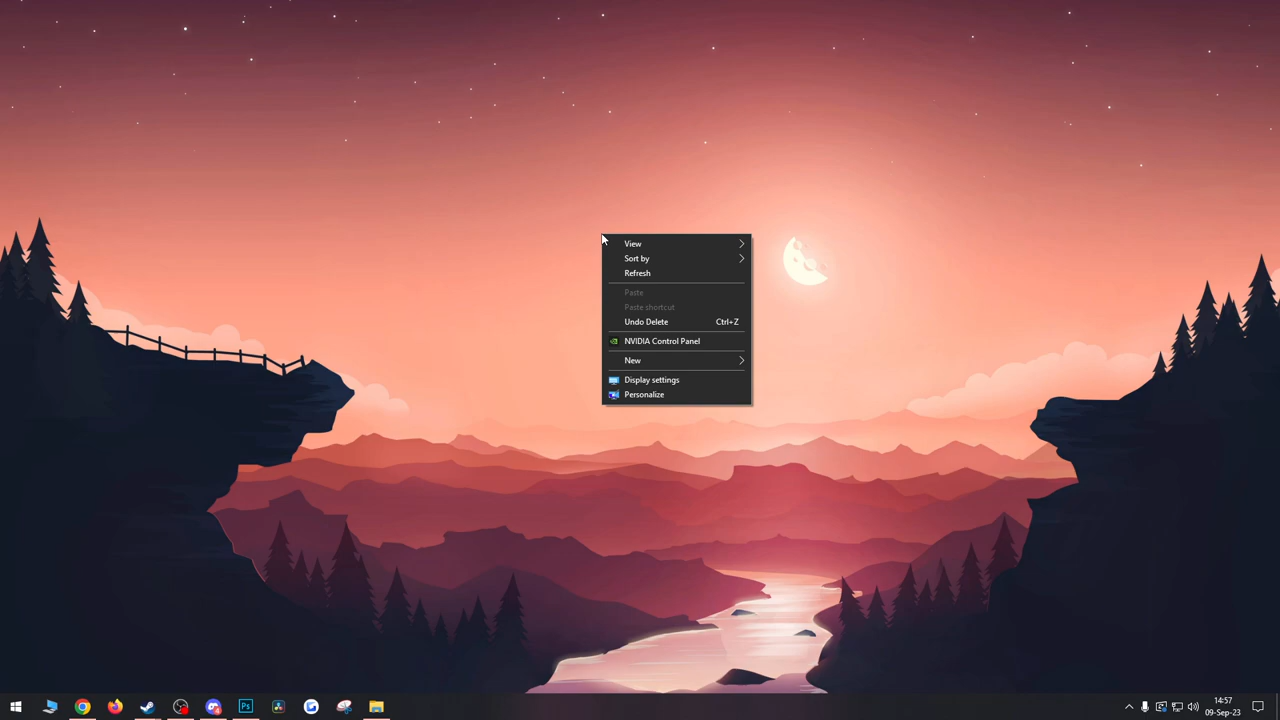 View
Sort by
Refresh
Paste
Paste shortcut
Undo Delete Ctrl+Z
NVIDIA Control Panel
New
Display settings
Personalize
Ps
14:57
09-Sep-23